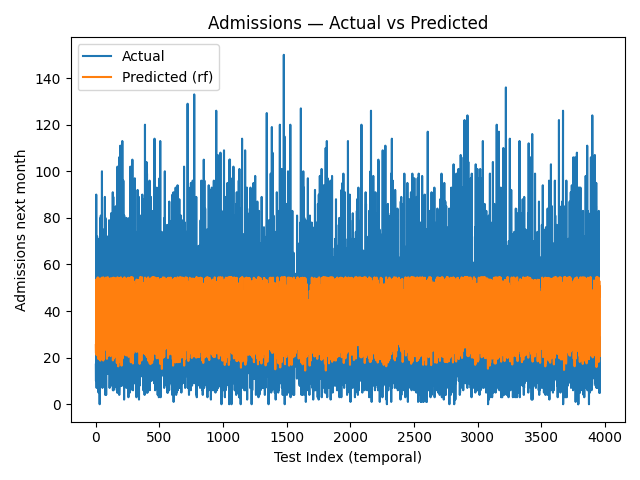 Admissions — Actual vs Predicted
Actual
Predicted (rf)
Admissions next month
140
120
100
80
60
40
20
0
0 500 1000 1500 2000 2500 3000 3500 4000
Test Index (temporal)